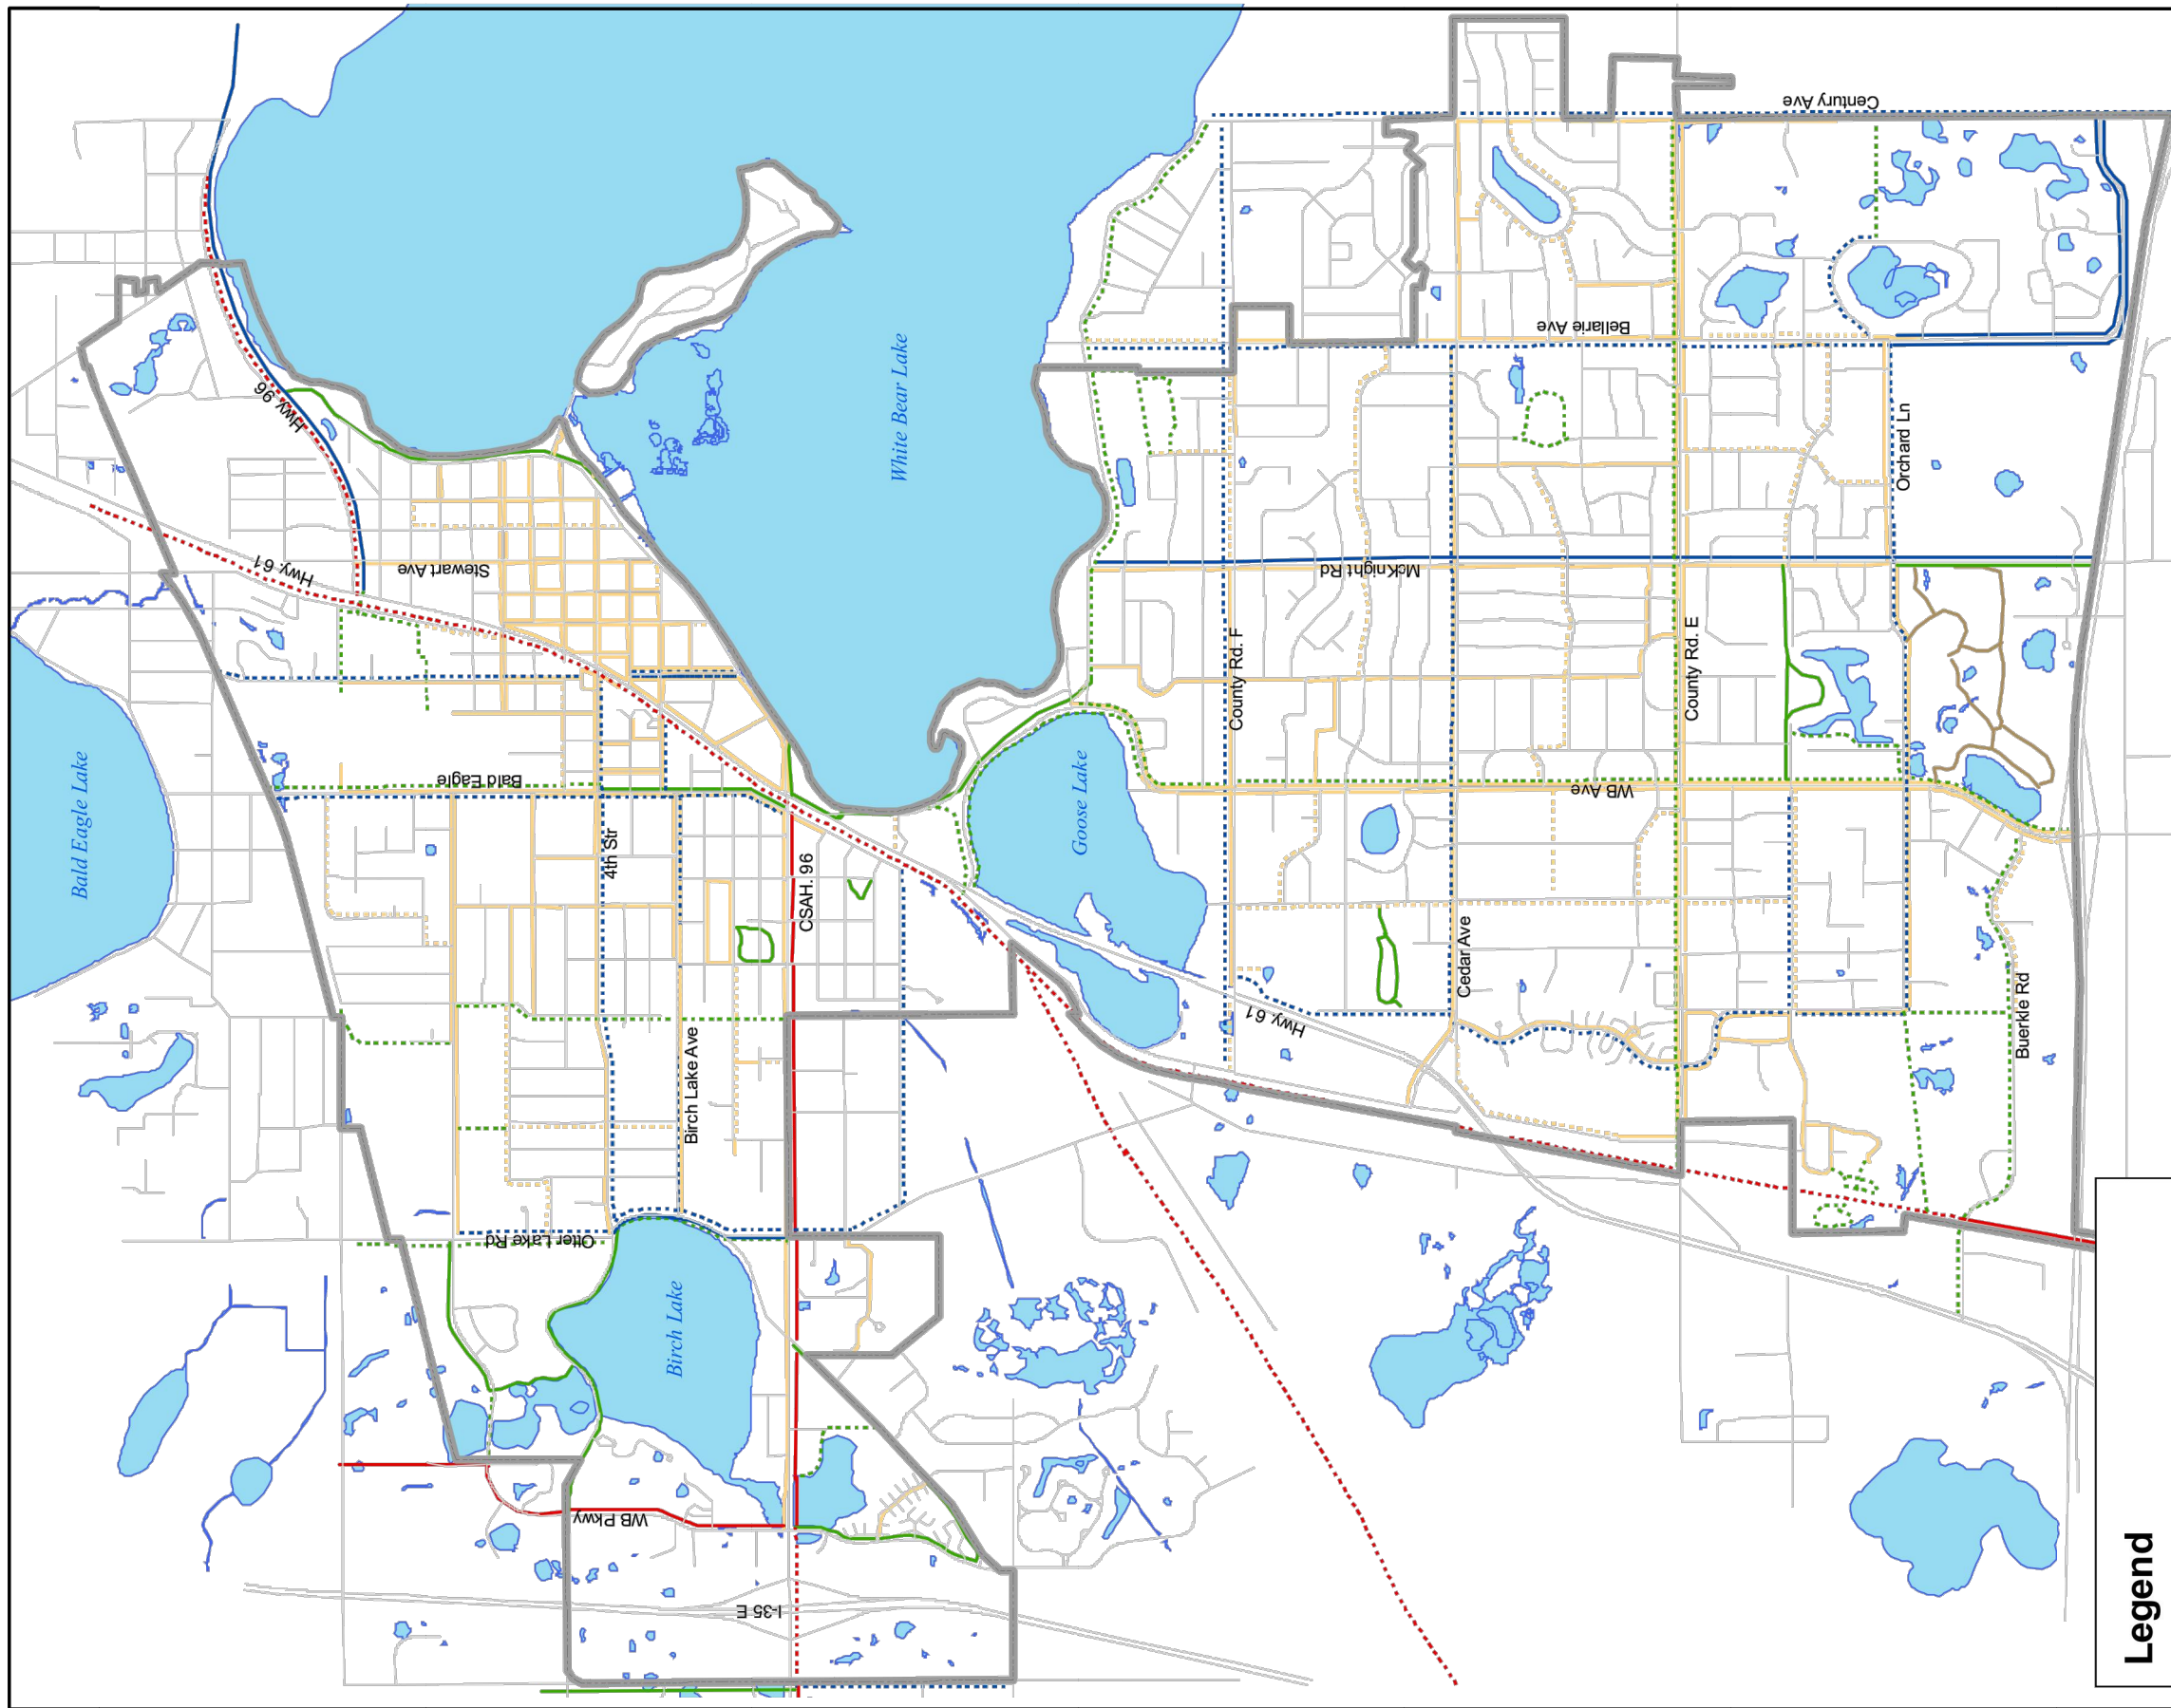 Century Ave
Hwy 96
White Bear Lake
Bellarie Ave
Orchard Ln
Hwy. 61
Stewart Ave
McKnight Rd
County Rd. F
County Rd. E
Bald Eagle Lake
Bald Eagle
Goose Lake
WB Ave
4th Str
CSAH. 96
Cedar Ave
Hwy. 61
Buerkle Rd
Birch Lake Ave
Otter Lake Rd
Birch Lake
WB Pkwy
I-35 E
Legend